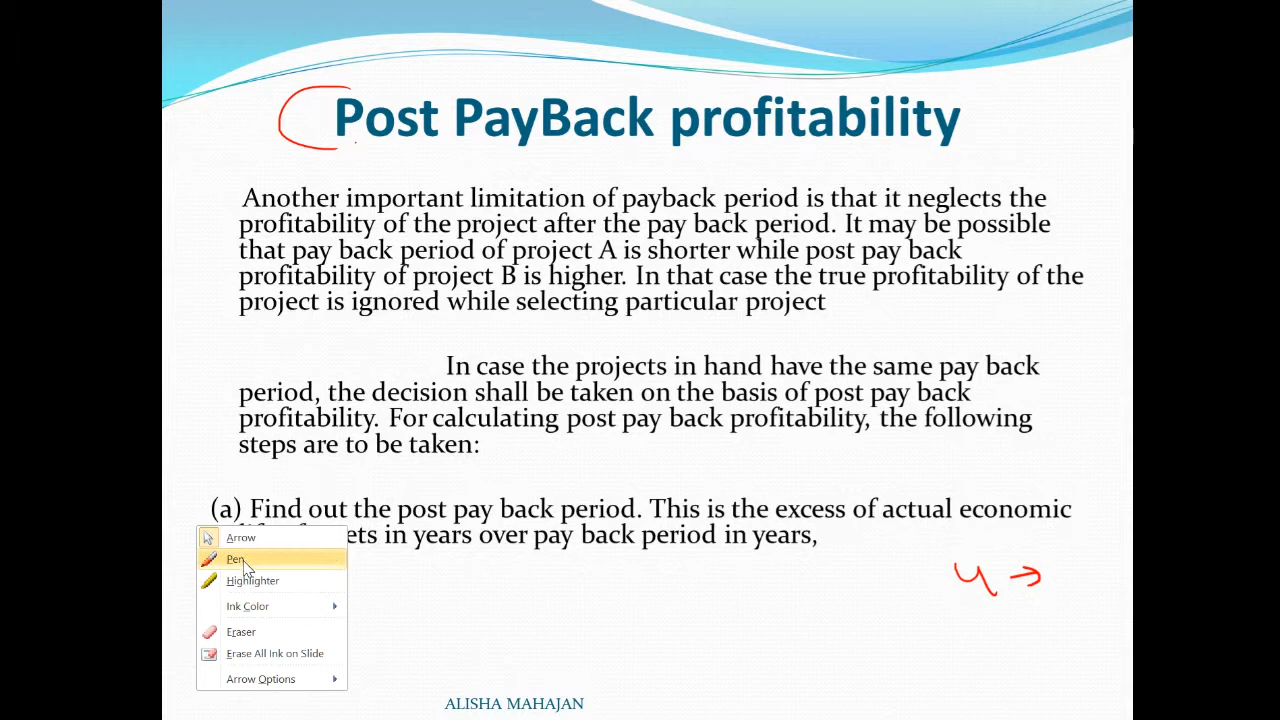 Post PayBack profitability
Another important limitation of payback period is that it neglects the
profitability of the project after the pay back period. It may be possible
that pay back period of project A is shorter while post pay back
profitability of project B is higher. In that case the true profitability of the
project is ignored while selecting particular project
In case the projects in hand have the same pay back
period, the decision shall be taken on the basis of post pay back
profitability. For calculating post pay back profitability, the following
steps are to be taken:
(a) Find out the post pay back period. This is the excess of actual economic
in years over pay back period in years,
Arrow
Pen
Highlighter
Ink Color
Eraser
Erase All Ink on Slide
Arrow Options
4 →
ALISHA MAHAJAN